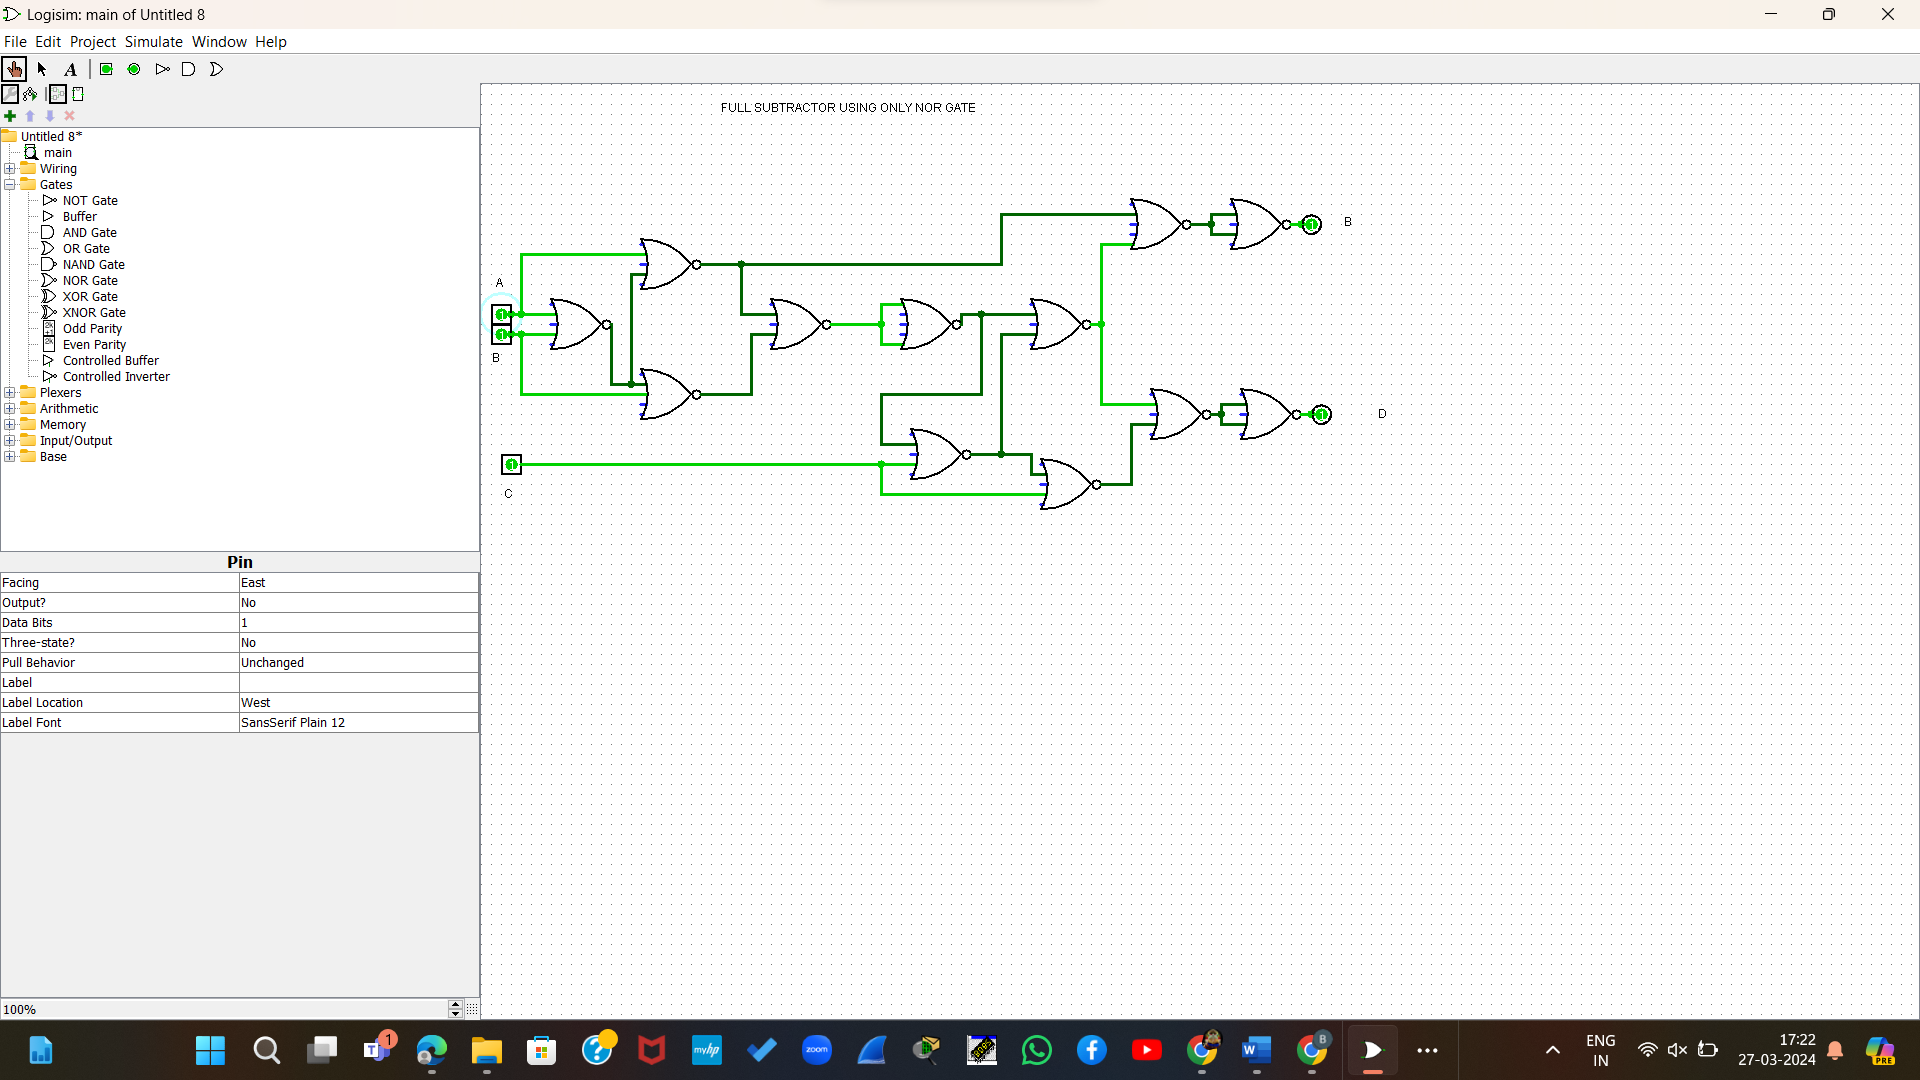 Logisim: main of Untitled 8
File Edit Project Simulate Window Help
A
Untitled 8*
main
Wiring
Gates
NOT Gate
Buffer
AND Gate
OR Gate
NAND Gate
NOR Gate
XOR Gate
XNOR Gate
Odd Parity
Even Parity
Controlled Buffer
Controlled Inverter
Plexers
Arithmetic
Memory
Input/Output
Base
Pin
Facing East
Output? No
Data Bits 1
Three-state? No
Pull Behavior Unchanged
Label
Label Location West
Label Font SansSerif Plain 12
100%
FULL SUBTRACTOR USING ONLY NOR GATE
A
1
1
B
1
C
1
B
1
D
1
myhp
zoom
W
B
ENG
IN
17:22
27-03-2024
PRE